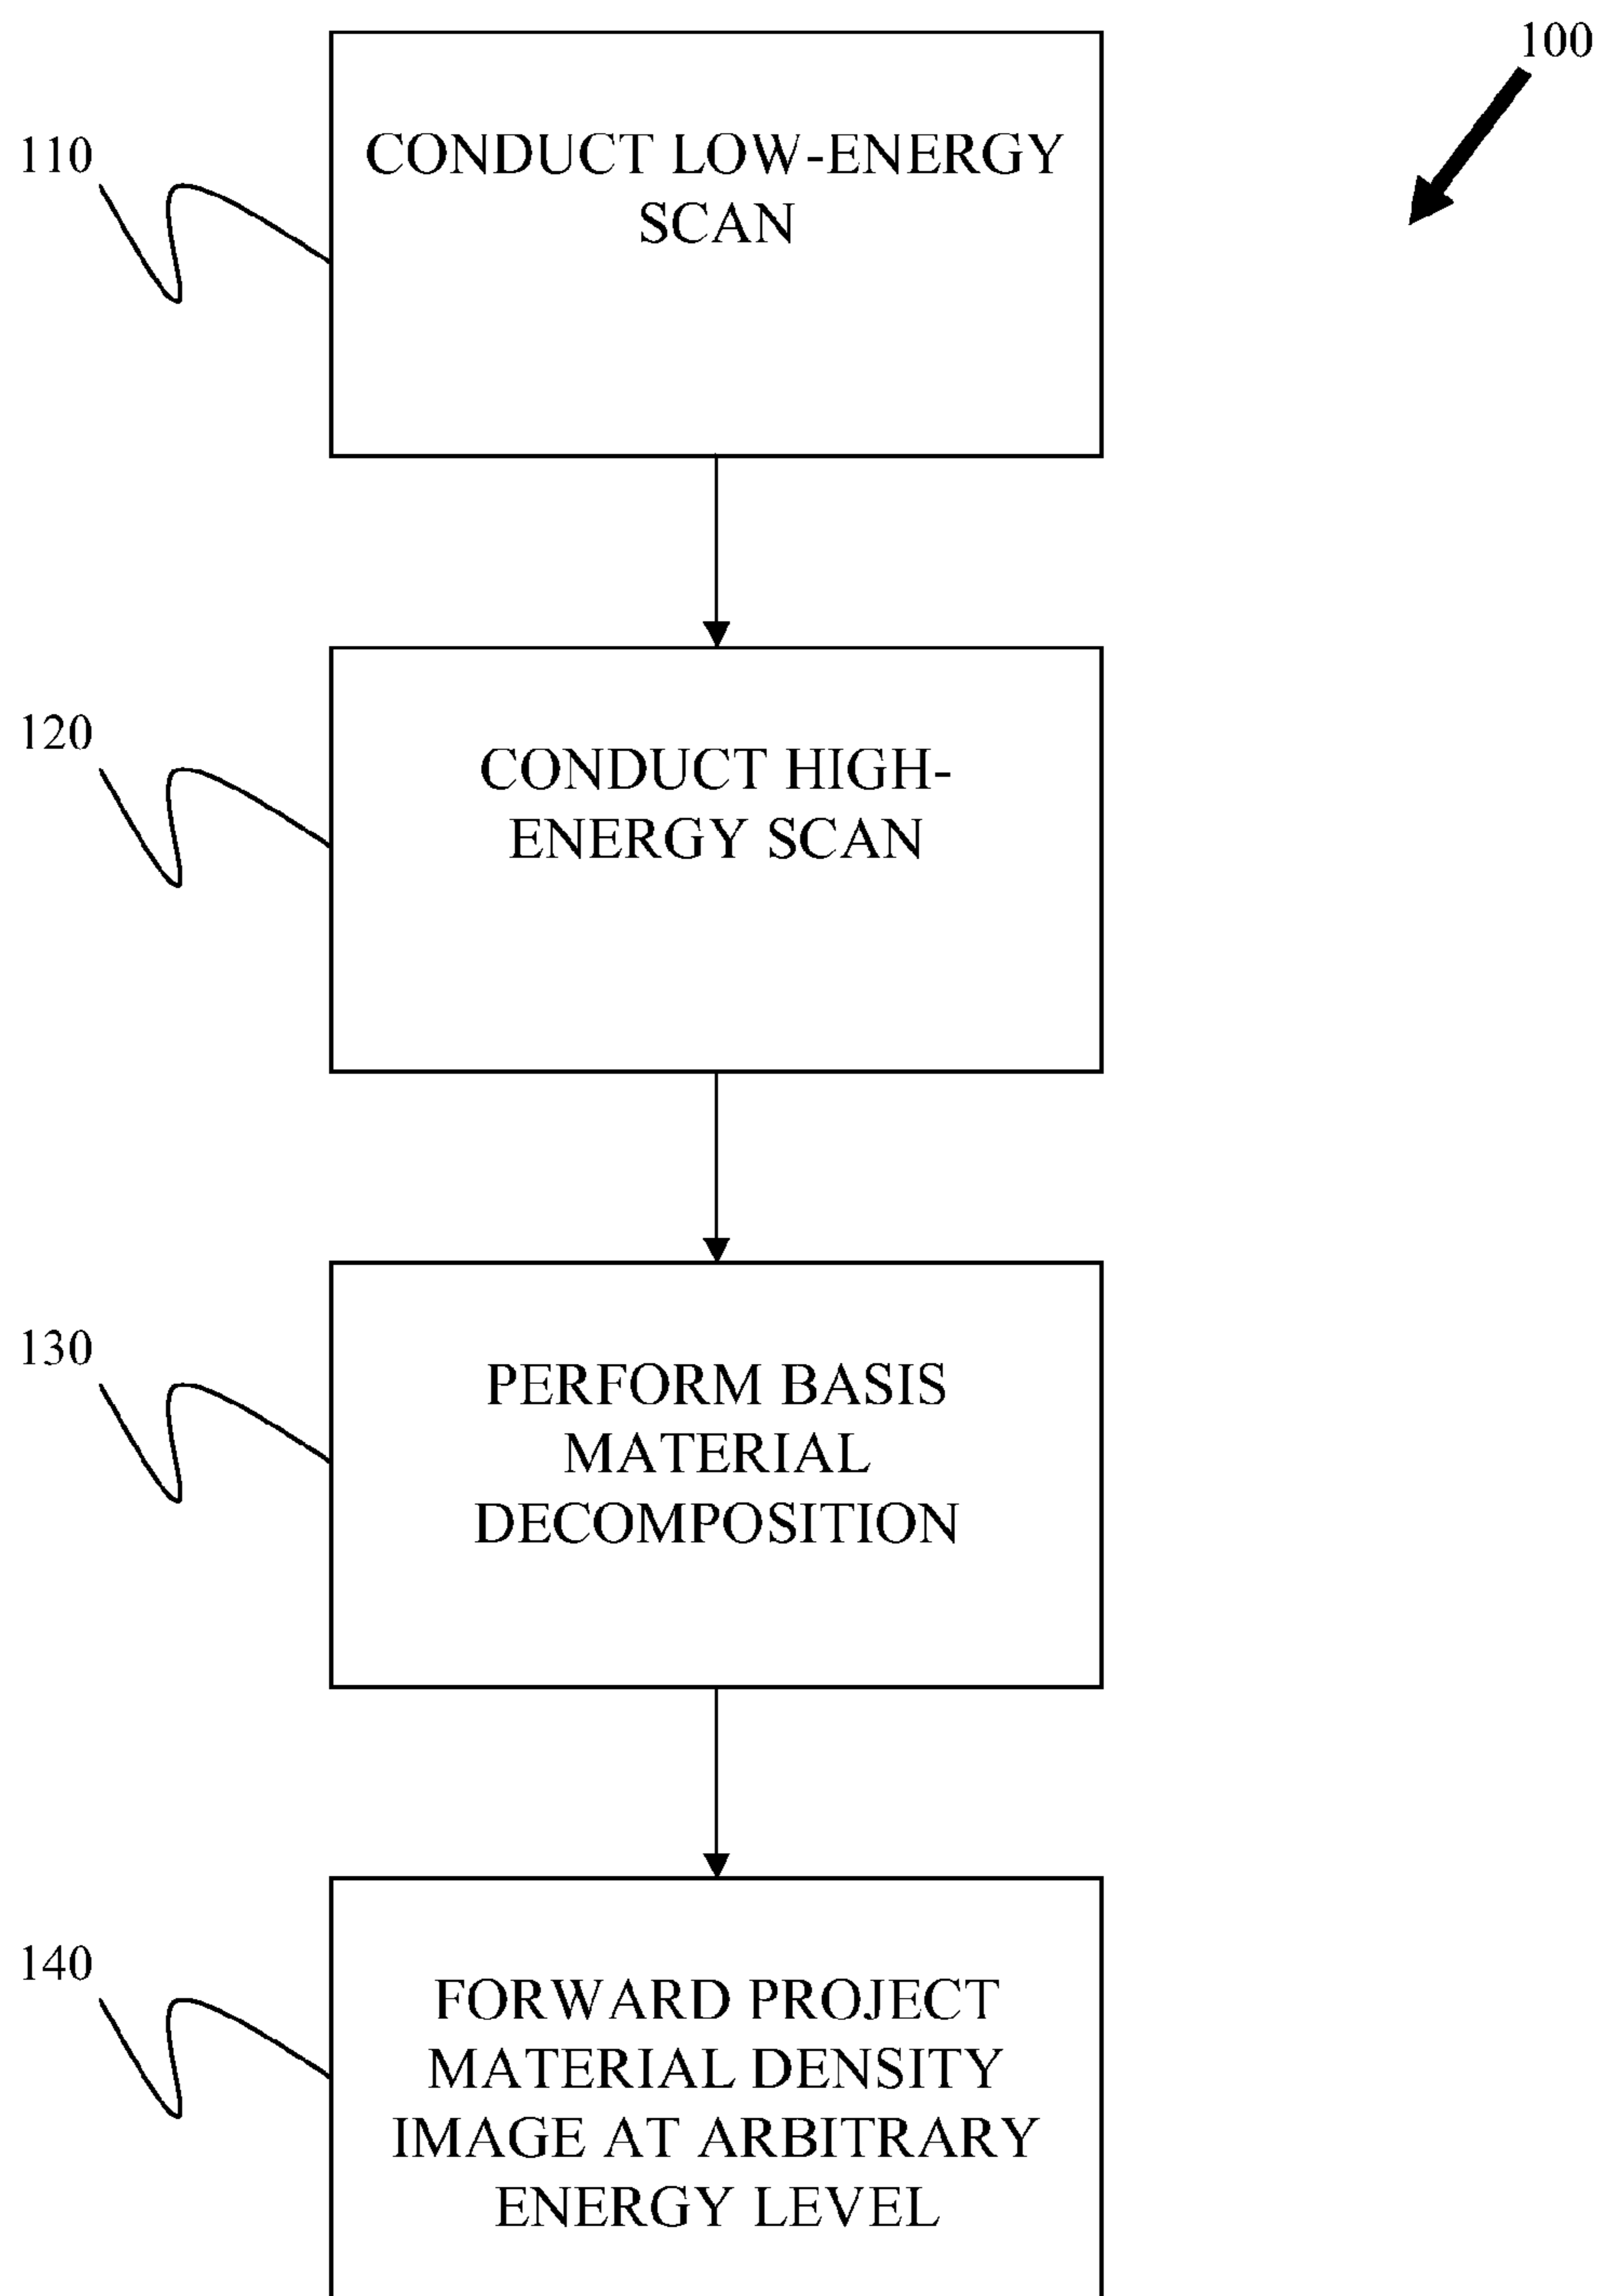 100
110
CONDUCT LOW-ENERGY
SCAN
120
CONDUCT HIGH-
ENERGY SCAN
130
PERFORM BASIS
MATERIAL
DECOMPOSITION
140
FORWARD PROJECT
MATERIAL DENSITY
IMAGE AT ARBITRARY
ENERGY LEVEL